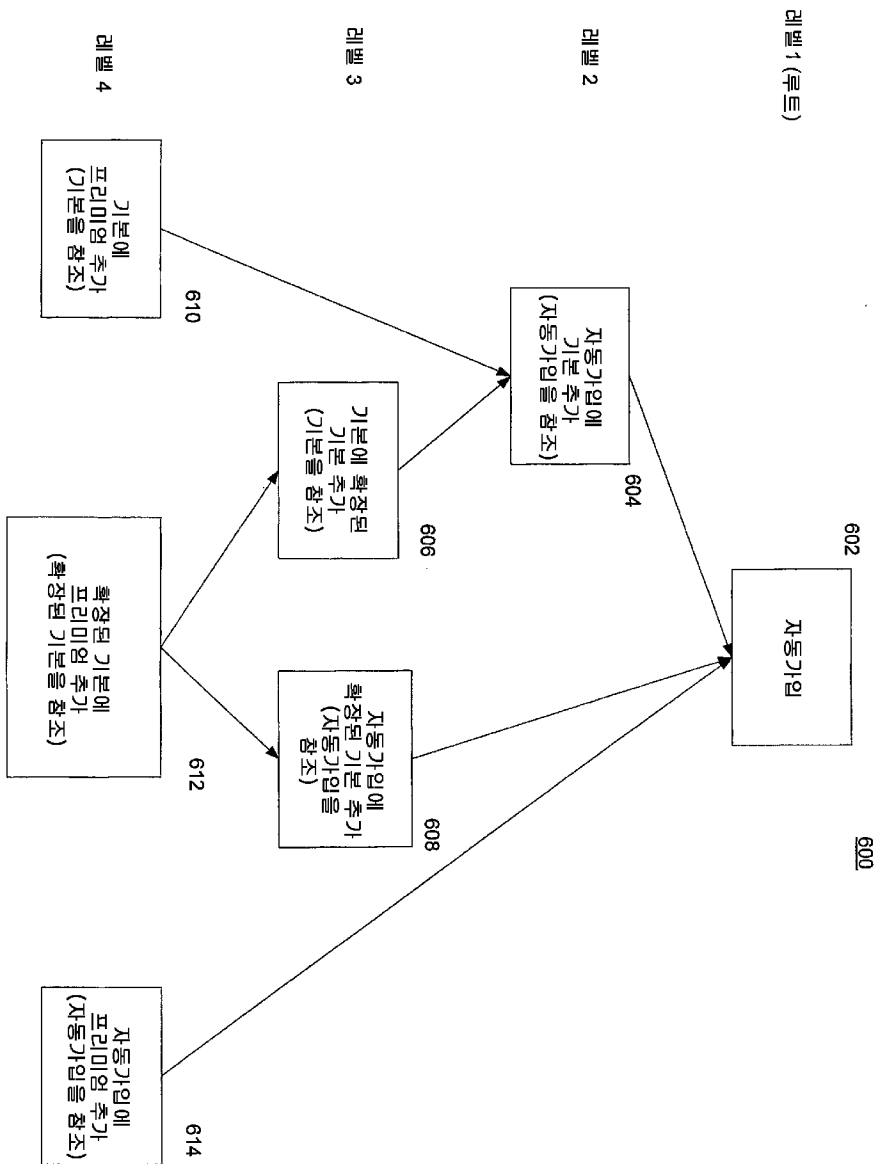 600
레벨1 (루트)
602
자동가입
레벨 2
604
자동가입에
기본 추가
(자동가입을 참조)
레벨 3
606
기본에 확장된
기본 추가
(기본을 참조)
608
자동가입에
확장된 기본 추가
(자동가입을
참조)
레벨 4
610
기본에
프리미엄 추가
(기본을 참조)
612
확장된 기본에
프리미엄 추가
(확장된 기본을 참조)
614
자동가입에
프리미엄 추가
(자동가입을 참조)